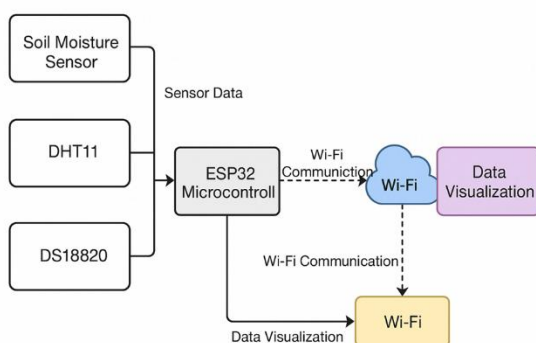 Soil Moisture
Sensor
Sensor Data
DHT11
ESP32
Microcontroll
Wi-Fi
Communiction
Wi-Fi
Data
Visualization
DS18820
Wi-Fi Communication
Wi-Fi
Data Visualization